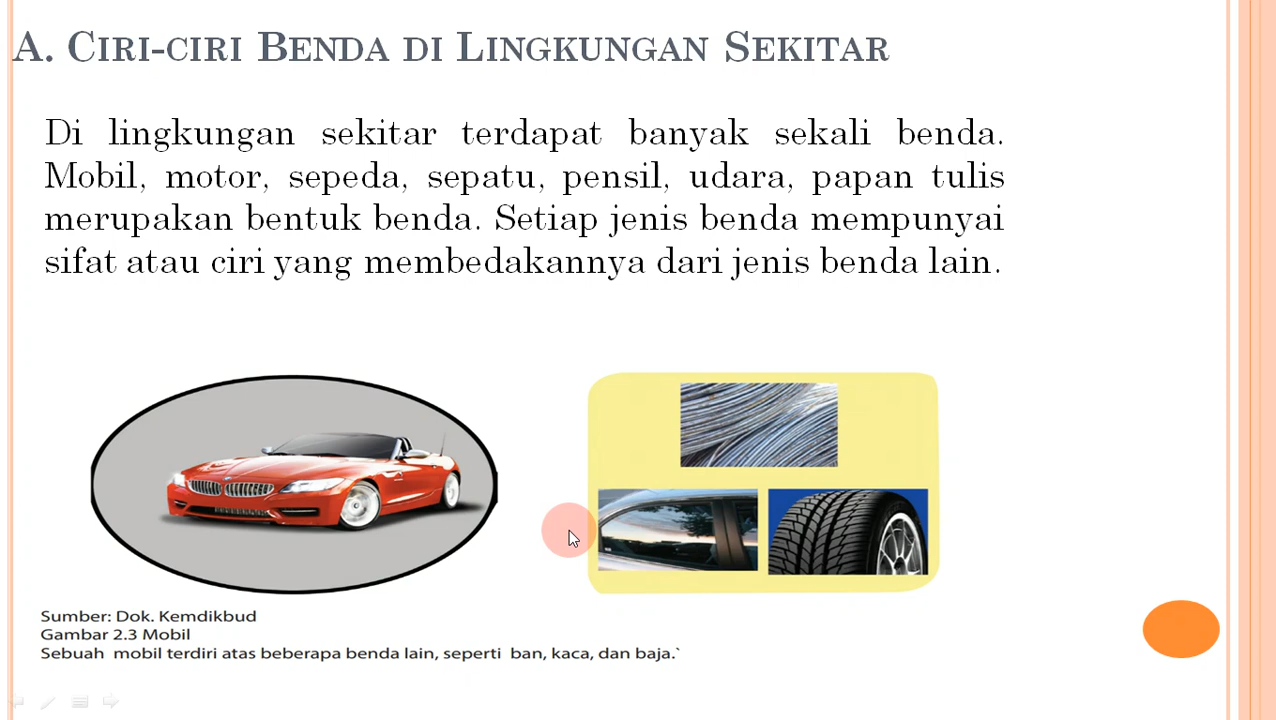 A. Ciri-ciri Benda di Lingkungan Sekitar
Di lingkungan sekitar terdapat banyak sekali benda.
Mobil, motor, sepeda, sepatu, pensil, udara, papan tulis
merupakan bentuk benda. Setiap jenis benda mempunyai
sifat atau ciri yang membedakannya dari jenis benda lain.
Sumber: Dok. Kemdikbud
Gambar 2.3 Mobil
Sebuah mobil terdiri atas beberapa benda lain, seperti ban, kaca, dan baja.`